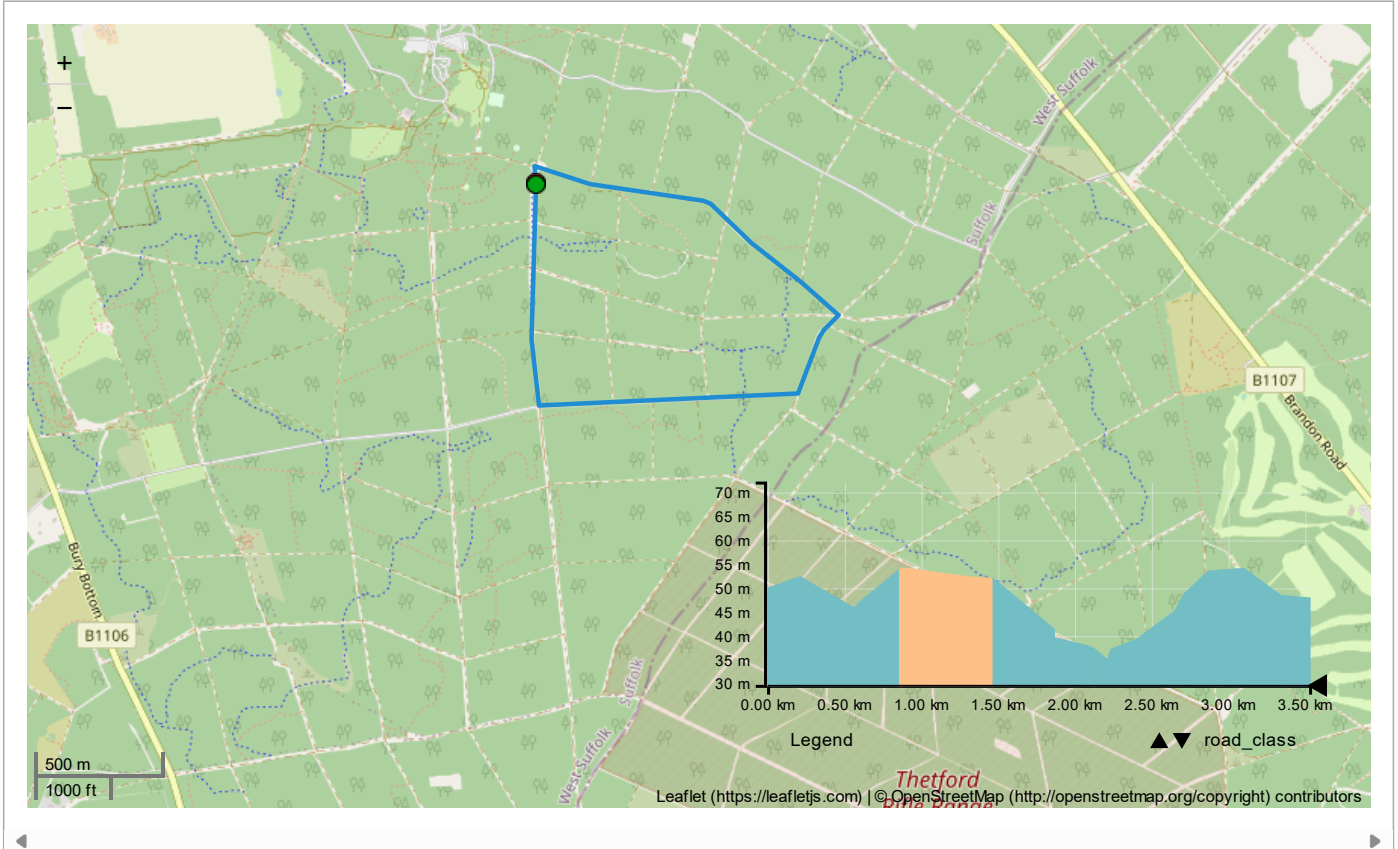 +
−
West Suffolk
Suffolk
B1107
Brandon Road
Bury Bottom
B1106
Suffolk
West Suffolk
70 m
65 m
60 m
55 m
50 m
45 m
40 m
35 m
30 m
0.00 km 0.50 km 1.00 km 1.50 km 2.00 km 2.50 km 3.00 km 3.50 km
Legend ▲▼ road_class
500 m
1000 ft
Thetford
Rifle Range
Leaflet (https://leafletjs.com) | © OpenStreetMap (http://openstreetmap.org/copyright) contributors